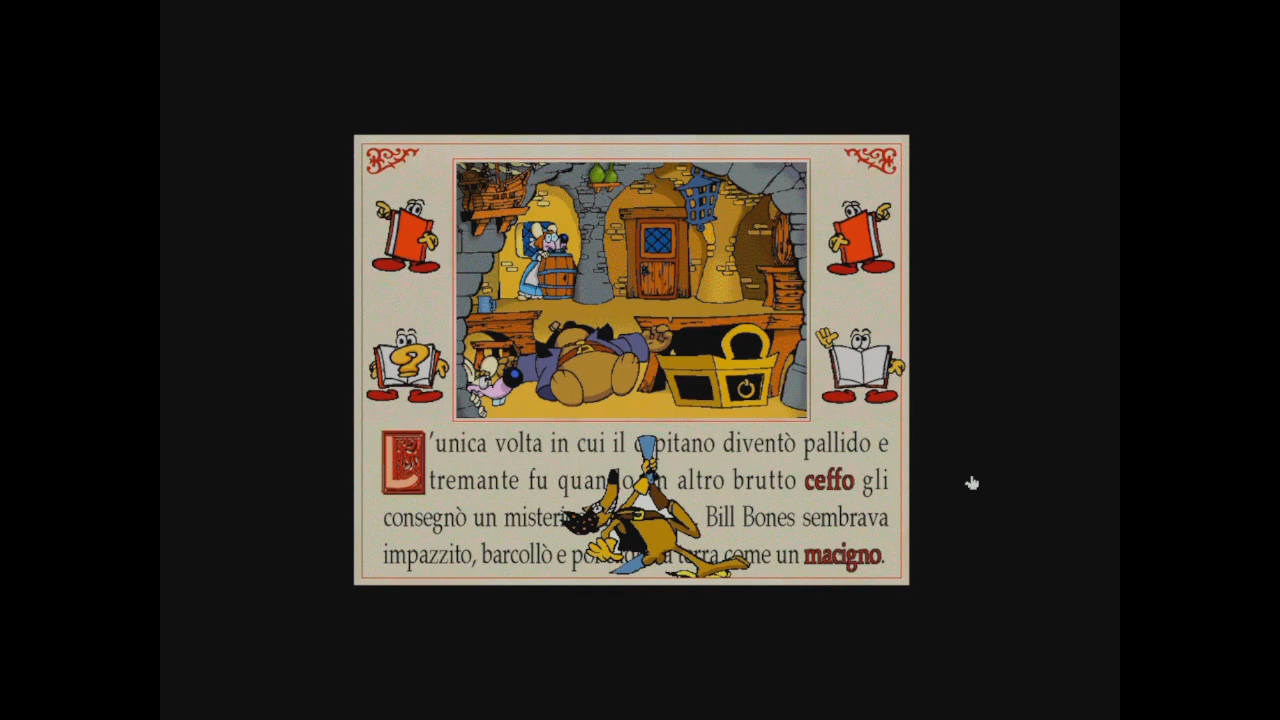 L'unica volta in cui il capitano diventò pallido e
tremante fu quando un altro brutto ceffo gli
consegnò un Bill Bones sembrava
impazzito, barcollò e terra come un macigno.
?